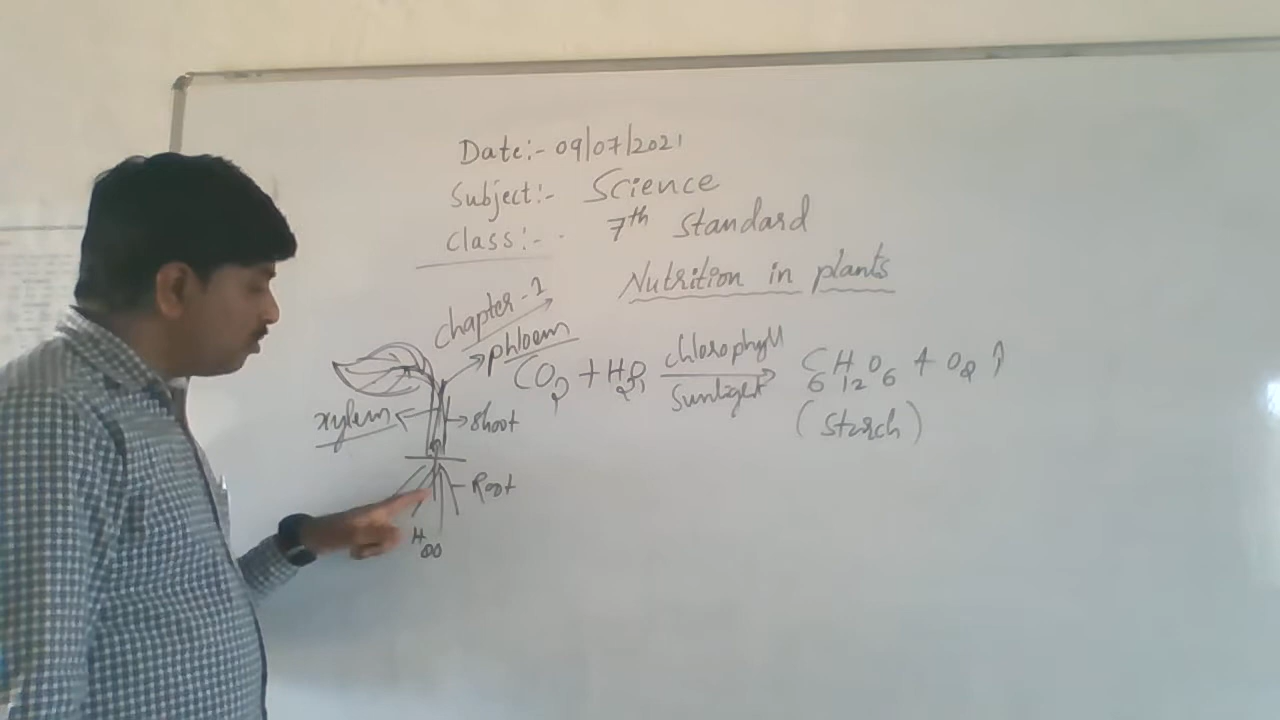 Date:- 09/07/2021
Subject:- Science
Class:- 7th Standard
Chapter-1 Nutrition in plants
phloem
CO2 + H2O chlorophyll → C6H12O6 + O2 ↑
Sunlight
(Starch)
xylem
shoot
Root
H2O